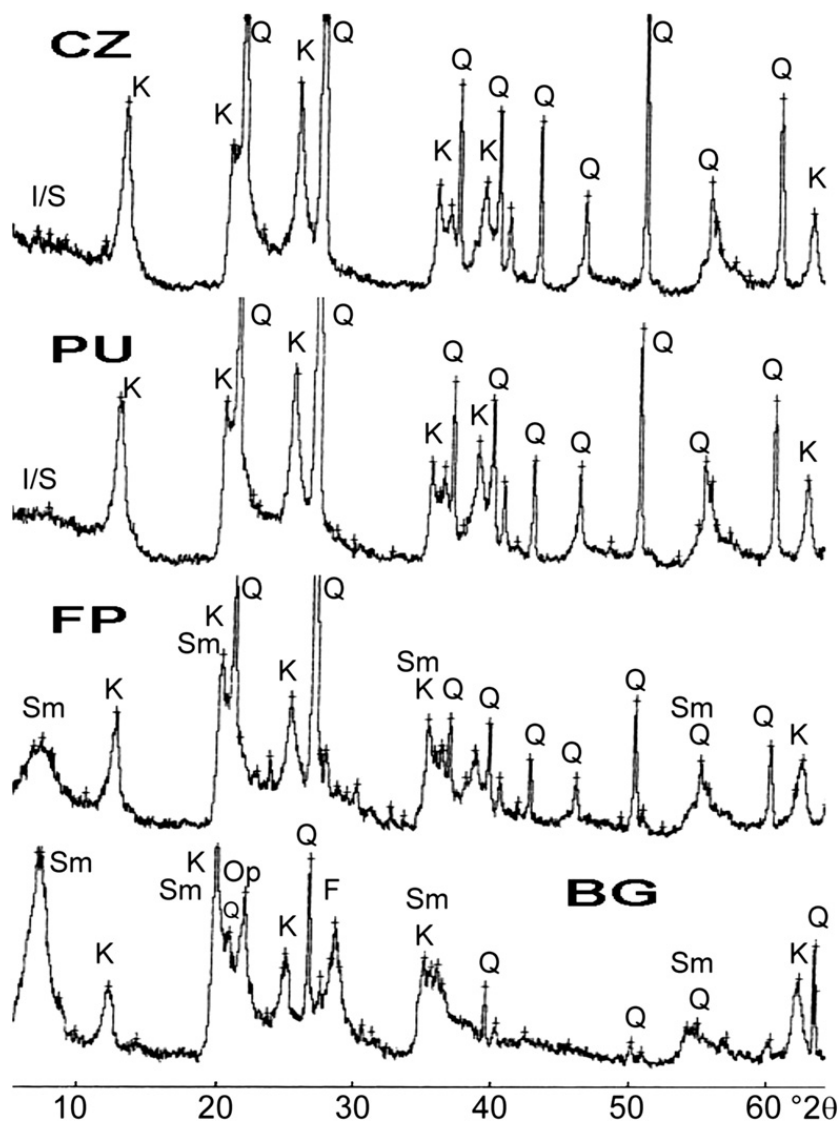 CZ
I/S K K Q K Q K Q K Q Q Q Q Q Q K
PU
I/S K K Q K Q K Q K Q Q Q Q Q Q K
FP
Sm K K Sm Q K Q Sm K Q Q Q Q Q Sm Q Q K
BG
Sm K K Sm Op Q K Q F Sm K Q Q Sm Q K Q
10 20 30 40 50 60 °2θ